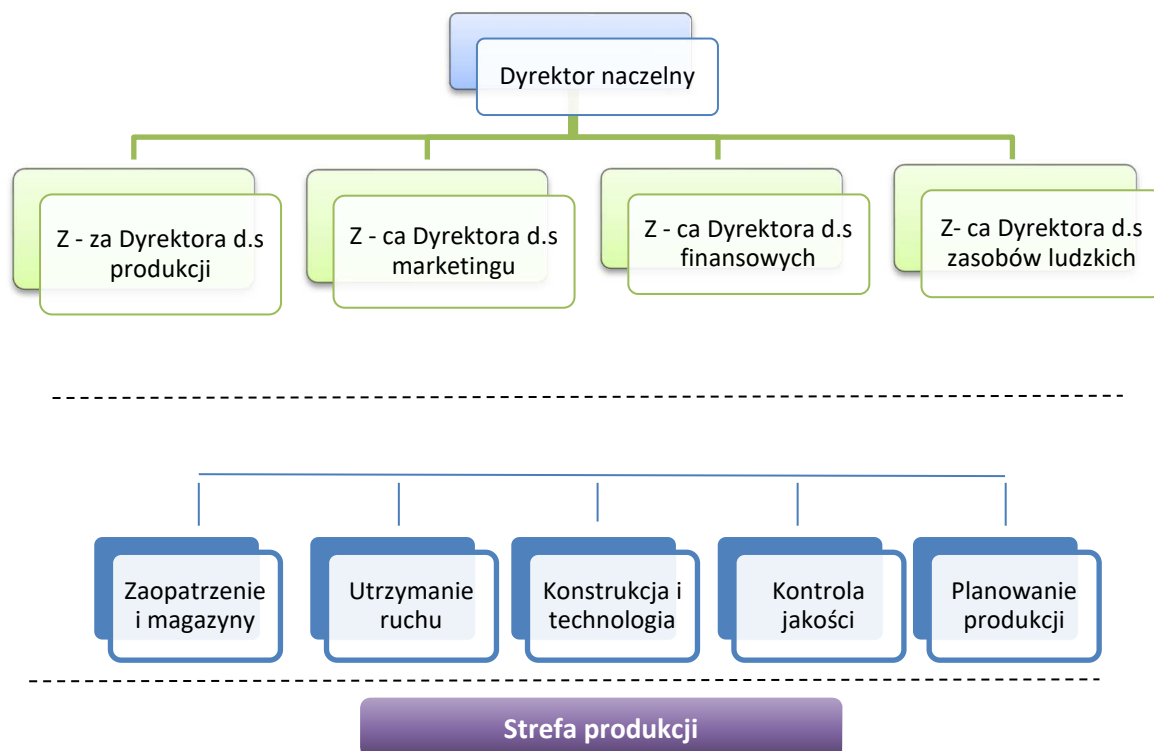 Dyrektor naczelny
Z - za Dyrektora d.s
produkcji
Z - ca Dyrektora d.s
marketingu
Z - ca Dyrektora d.s
finansowych
Z- ca Dyrektora d.s
zasobów ludzkich
Zaopatrzenie
i magazyny
Utrzymanie
ruchu
Konstrukcja i
technologia
Kontrola
jakości
Planowanie
produkcji
Strefa produkcji